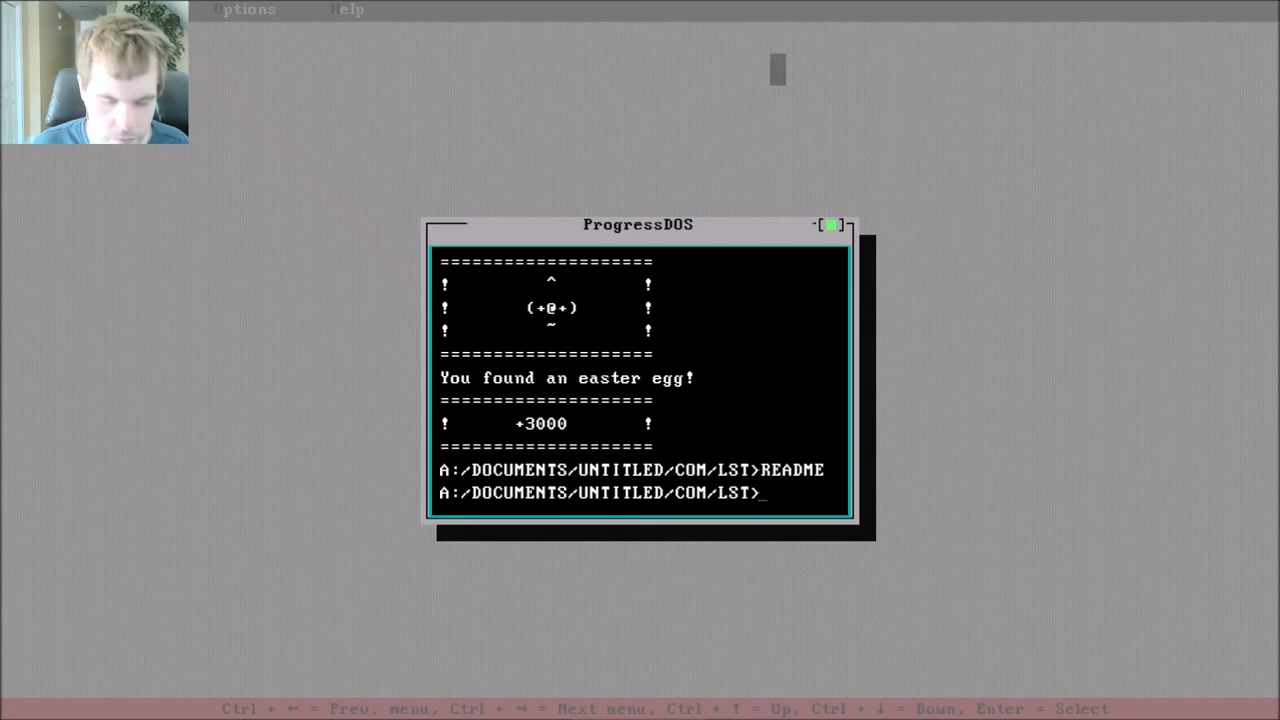 Options Help
ProgressDOS
-[■]
====================
! ^ !
! (+@+) !
! ~ !
====================
You found an easter egg!
====================
! +3000 !
====================
A:/DOCUMENTS/UNTITLED/COM/LST>README
A:/DOCUMENTS/UNTITLED/COM/LST>_
Ctrl + ← = Prev. menu, Ctrl + → = Next menu, Ctrl + ↑ = Up, Ctrl + ↓ = Down, Enter = Select